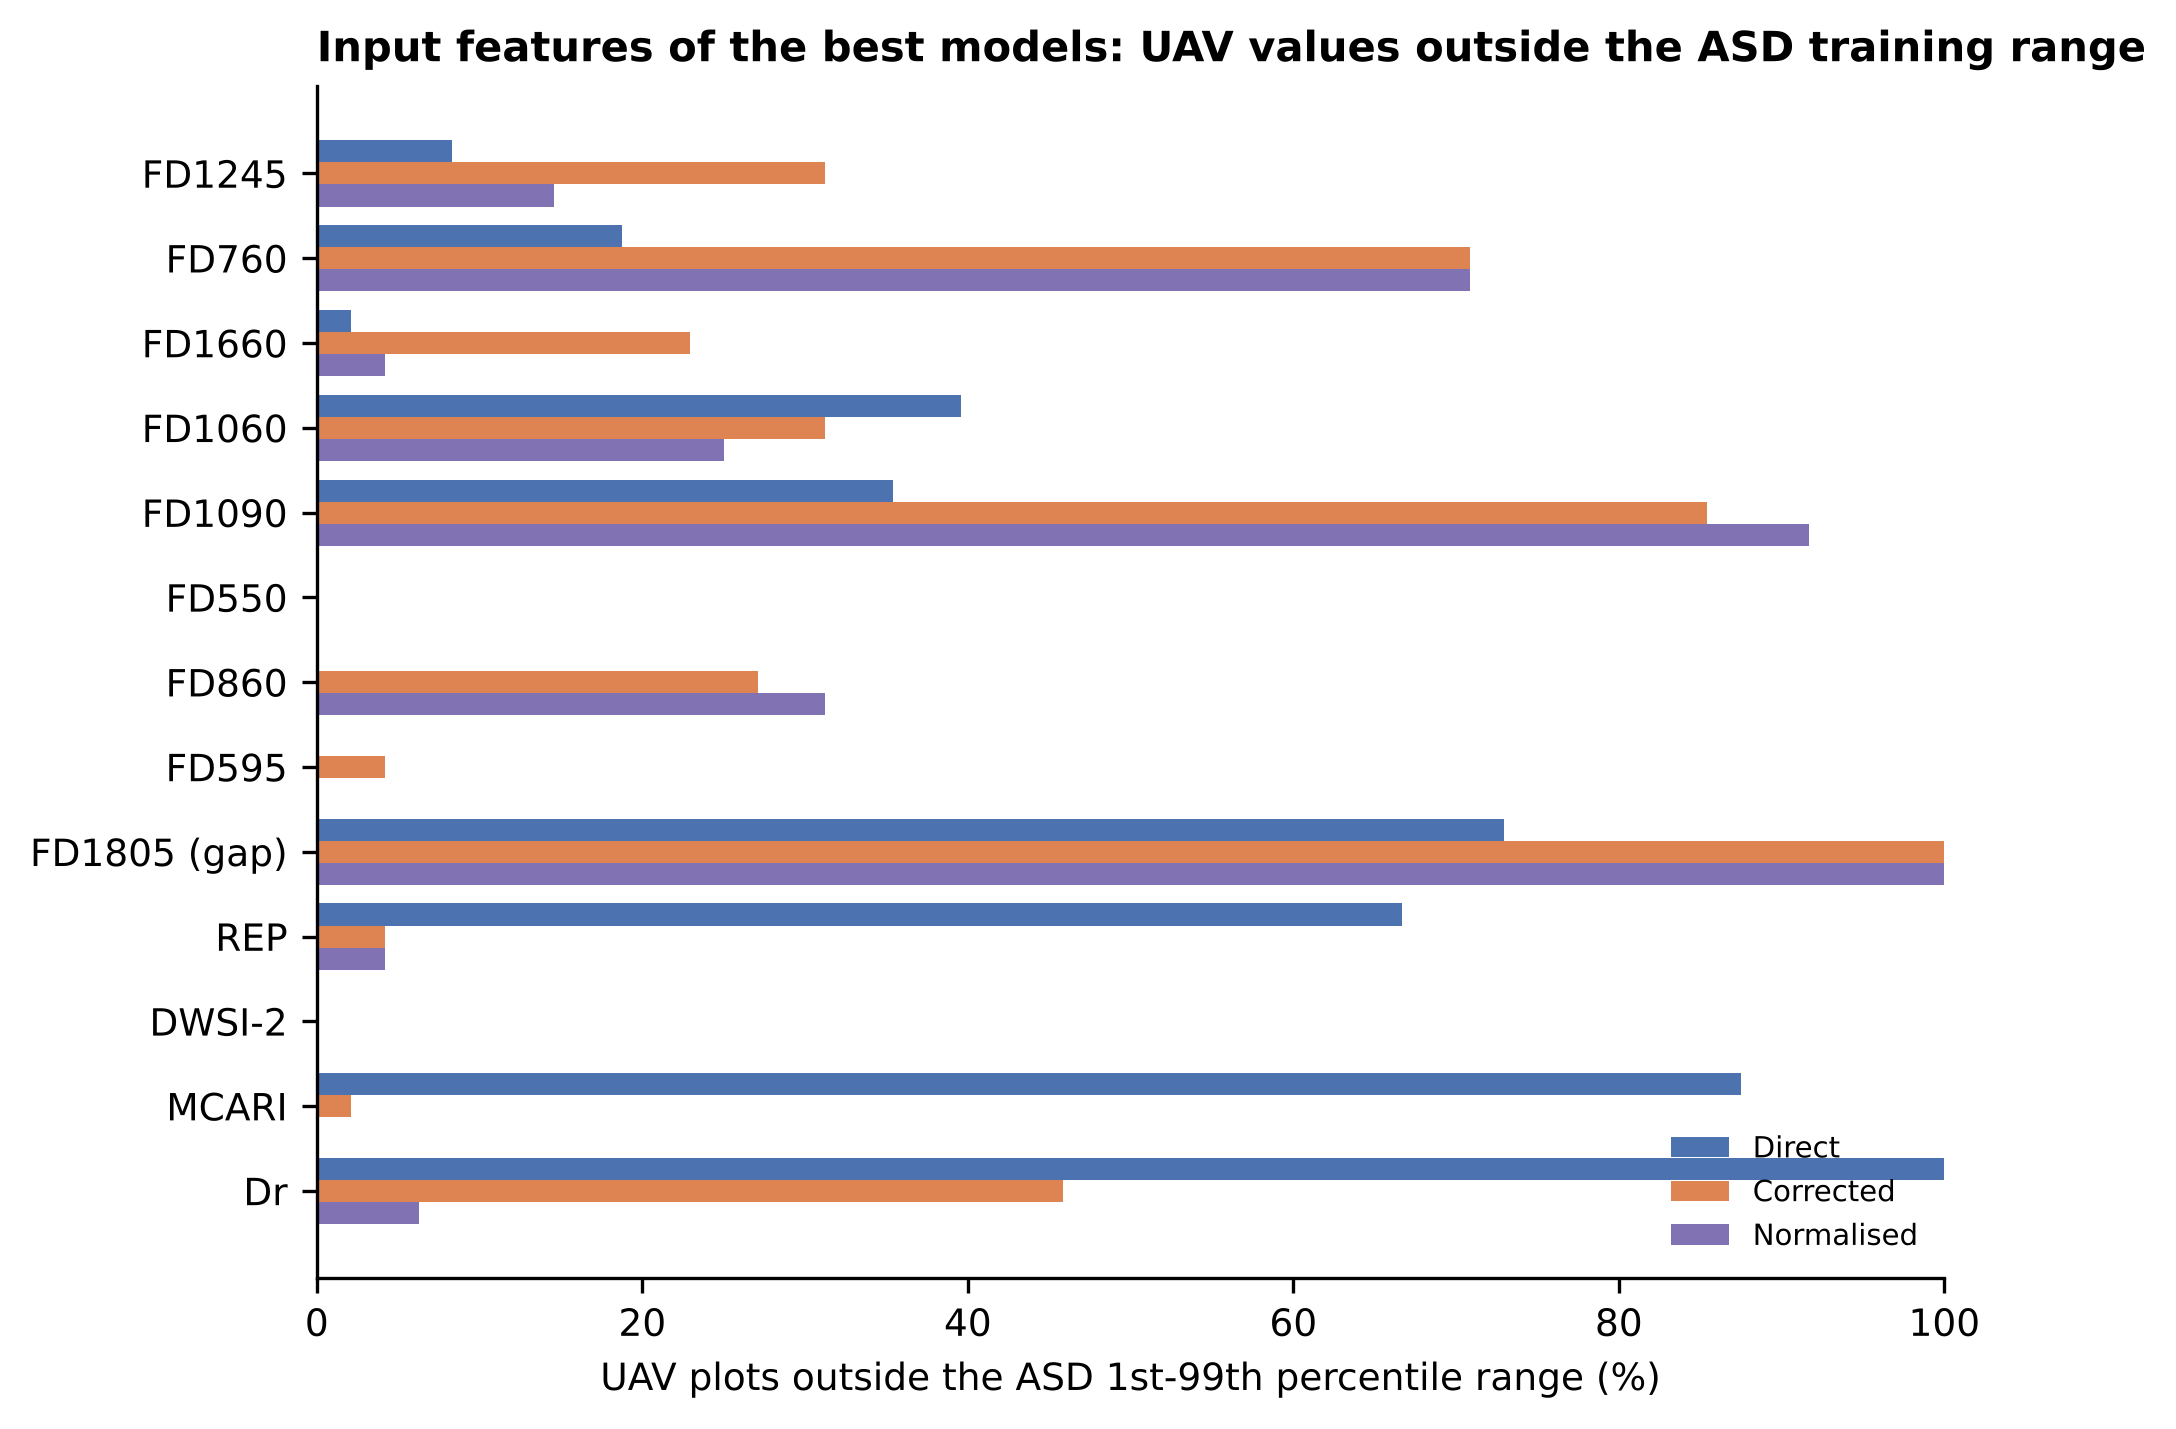 Input features of the best models: UAV values outside the ASD training range
FD1245
FD760
FD1660
FD1060
FD1090
FD550
FD860
FD595
FD1805 (gap)
REP
DWSI-2
MCARI
Dr
Direct
Corrected
Normalised
0 20 40 60 80 100
UAV plots outside the ASD 1st-99th percentile range (%)